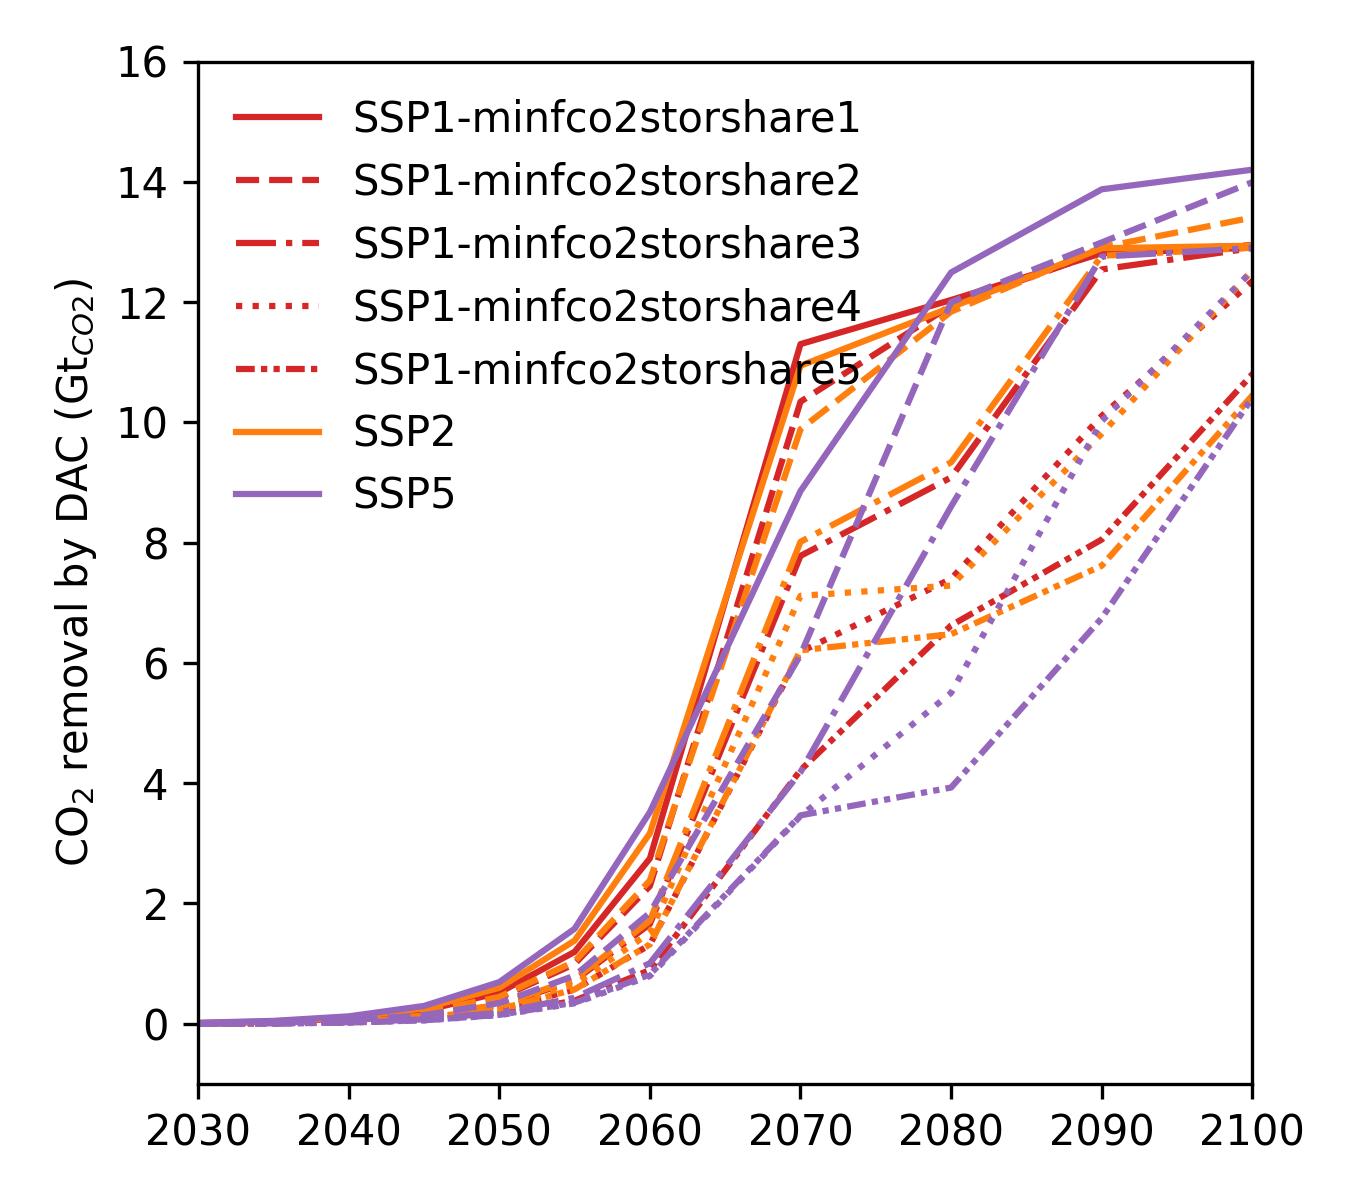 16
14
12
10
8
6
4
2
0
CO2 removal by DAC (GtCO2)
SSP1-minfco2storshare1
SSP1-minfco2storshare2
SSP1-minfco2storshare3
SSP1-minfco2storshare4
SSP1-minfco2storshare5
SSP2
SSP5
2030 2040 2050 2060 2070 2080 2090 2100